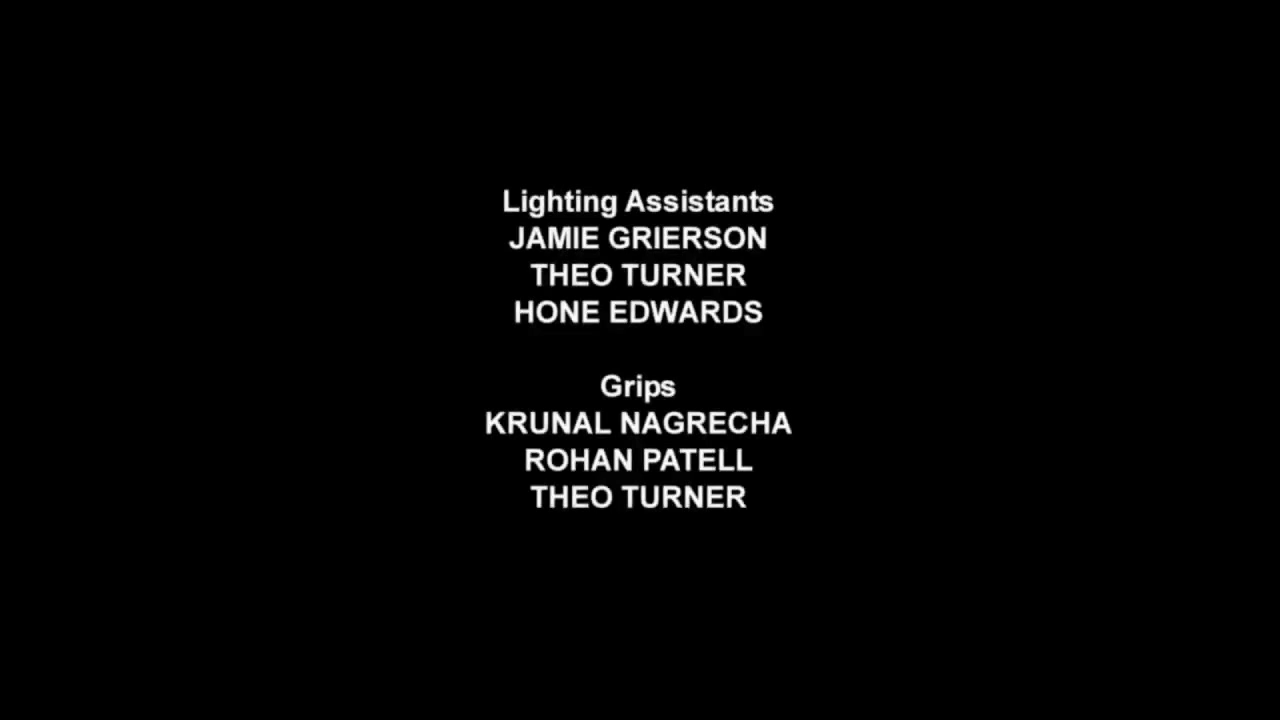 Lighting Assistants
JAMIE GRIERSON
THEO TURNER
HONE EDWARDS
Grips
KRUNAL NAGRECHA
ROHAN PATELL
THEO TURNER